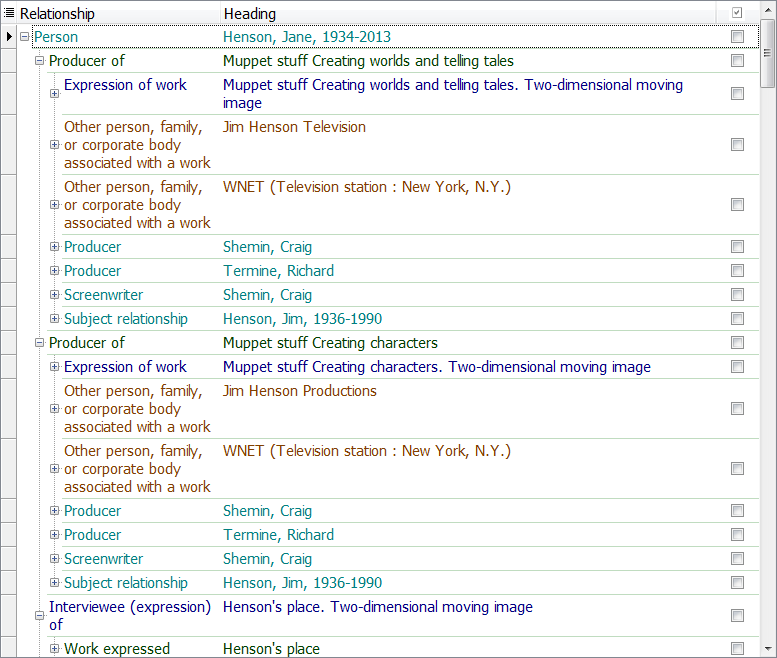 Relationship Heading
Person Henson, Jane, 1934-2013
Producer of Muppet stuff Creating worlds and telling tales
Expression of work Muppet stuff Creating worlds and telling tales. Two-dimensional moving
image
Other person, family, Jim Henson Television
or corporate body
associated with a work
Other person, family, WNET (Television station : New York, N.Y.)
or corporate body
associated with a work
Producer Shemin, Craig
Producer Termine, Richard
Screenwriter Shemin, Craig
Subject relationship Henson, Jim, 1936-1990
Producer of Muppet stuff Creating characters
Expression of work Muppet stuff Creating characters. Two-dimensional moving image
Other person, family, Jim Henson Productions
or corporate body
associated with a work
Other person, family, WNET (Television station : New York, N.Y.)
or corporate body
associated with a work
Producer Shemin, Craig
Producer Termine, Richard
Screenwriter Shemin, Craig
Subject relationship Henson, Jim, 1936-1990
Interviewee (expression) Henson's place. Two-dimensional moving image
of
Work expressed Henson's place